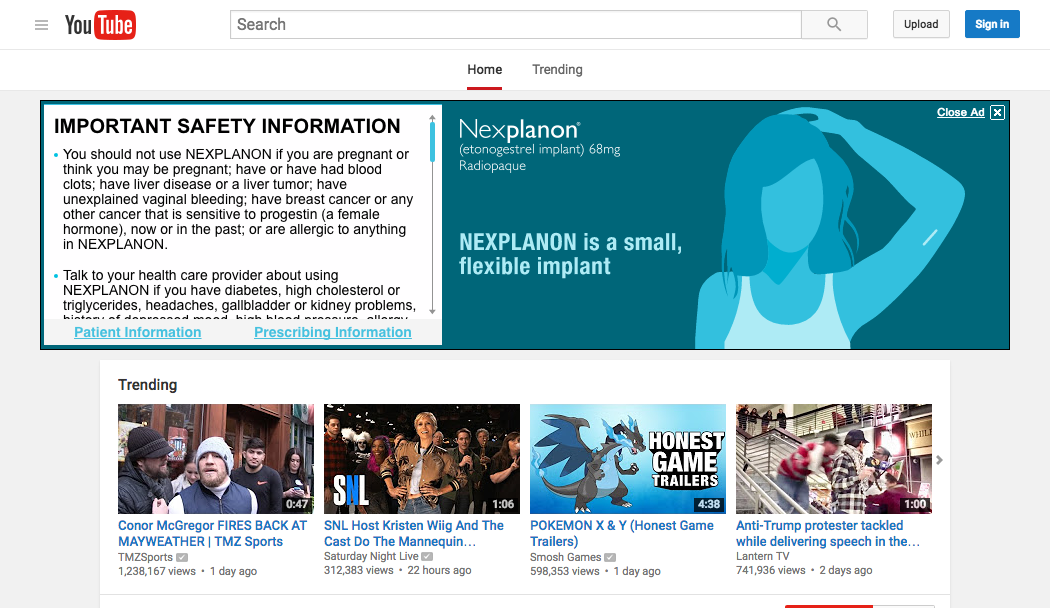 YouTube
Search
Upload
Sign in
Home
Trending
IMPORTANT SAFETY INFORMATION
• You should not use NEXPLANON if you are pregnant or
think you may be pregnant; have or have had blood
clots; have liver disease or a liver tumor; have
unexplained vaginal bleeding; have breast cancer or any
other cancer that is sensitive to progestin (a female
hormone), now or in the past; or are allergic to anything
in NEXPLANON.
• Talk to your health care provider about using
NEXPLANON if you have diabetes, high cholesterol or
triglycerides, headaches, gallbladder or kidney problems,
history of depressed mood, high blood pressure, allergy
Patient Information
Prescribing Information
Close Ad
Nexplanon®
(etonogestrel implant) 68mg
Radiopaque
NEXPLANON is a small,
flexible implant
Trending
0:47
Conor McGregor FIRES BACK AT
MAYWEATHER | TMZ Sports
TMZSports
1,238,167 views • 1 day ago
SNL
1:06
SNL Host Kristen Wiig And The
Cast Do The Mannequin…
Saturday Night Live
312,383 views • 22 hours ago
HONEST
GAME
TRAILERS
4:38
POKEMON X & Y (Honest Game
Trailers)
Smosh Games
598,353 views • 1 day ago
1:00
Anti-Trump protester tackled
while delivering speech in the…
Lantern TV
741,936 views • 2 days ago